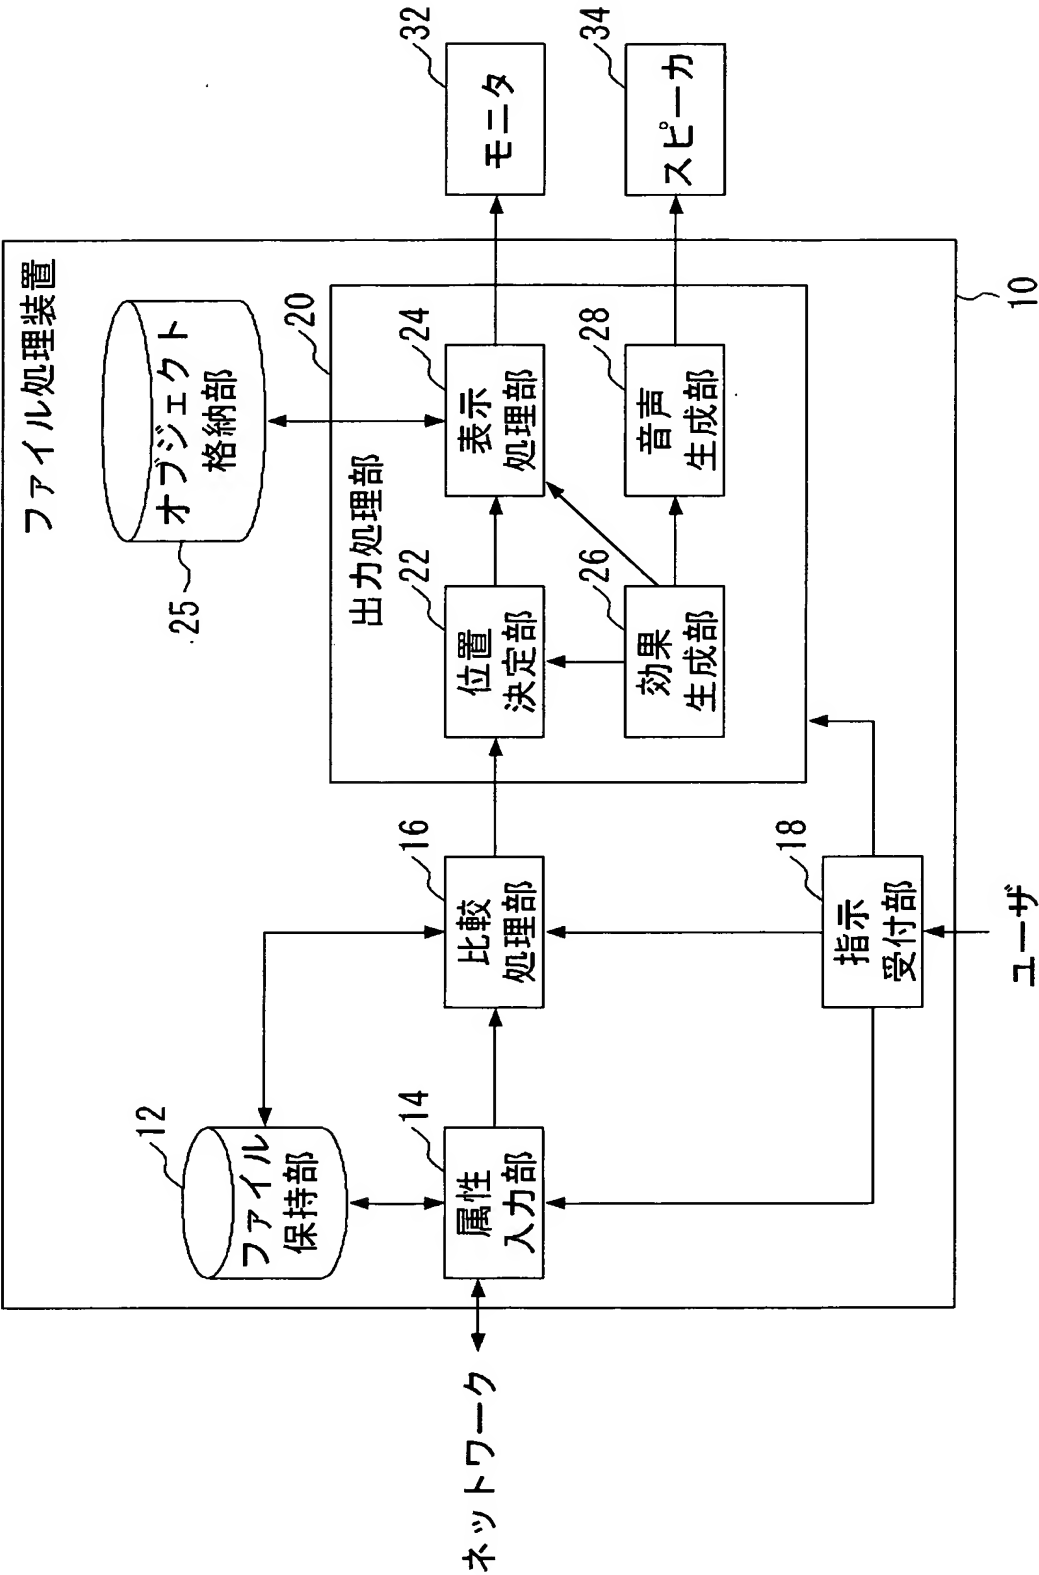 ファイル処理装置
10
12
ファイル
保持部
オブジェクト
格納部
25
出力処理部
20
ネットワーク
属性
入力部
14
比較
処理部
16
位置
決定部
22
表示
処理部
24
モニタ
32
効果
生成部
26
音声
生成部
28
スピーカ
34
指示
受付部
18
ユーザ